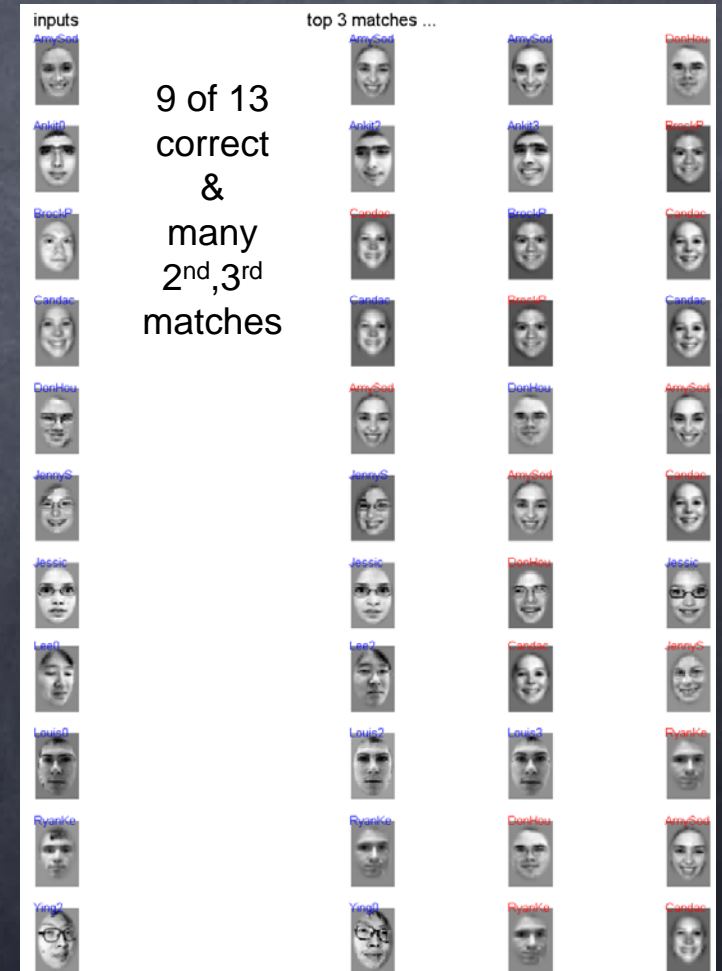 inputs top 3 matches ...
AmySod AmySod AmySod DonHou
9 of 13
correct
&
many
2nd,3rd
matches
Ankit0 Ankit2 Ankit3 BrockP
BrockP Candac BrockP Candac
Candac Candac BrockP Candac
DonHou AmySod DonHou AmySod
JennyS JennyS AmySod Candac
Jessic Jessic DonHou Jessic
Lee0 Lee2 Candac JennyS
Louis0 Louis2 Louis3 RyanKe
RyanKe RyanKe DonHou AmySod
Ying2 Ying0 RyanKe Candac